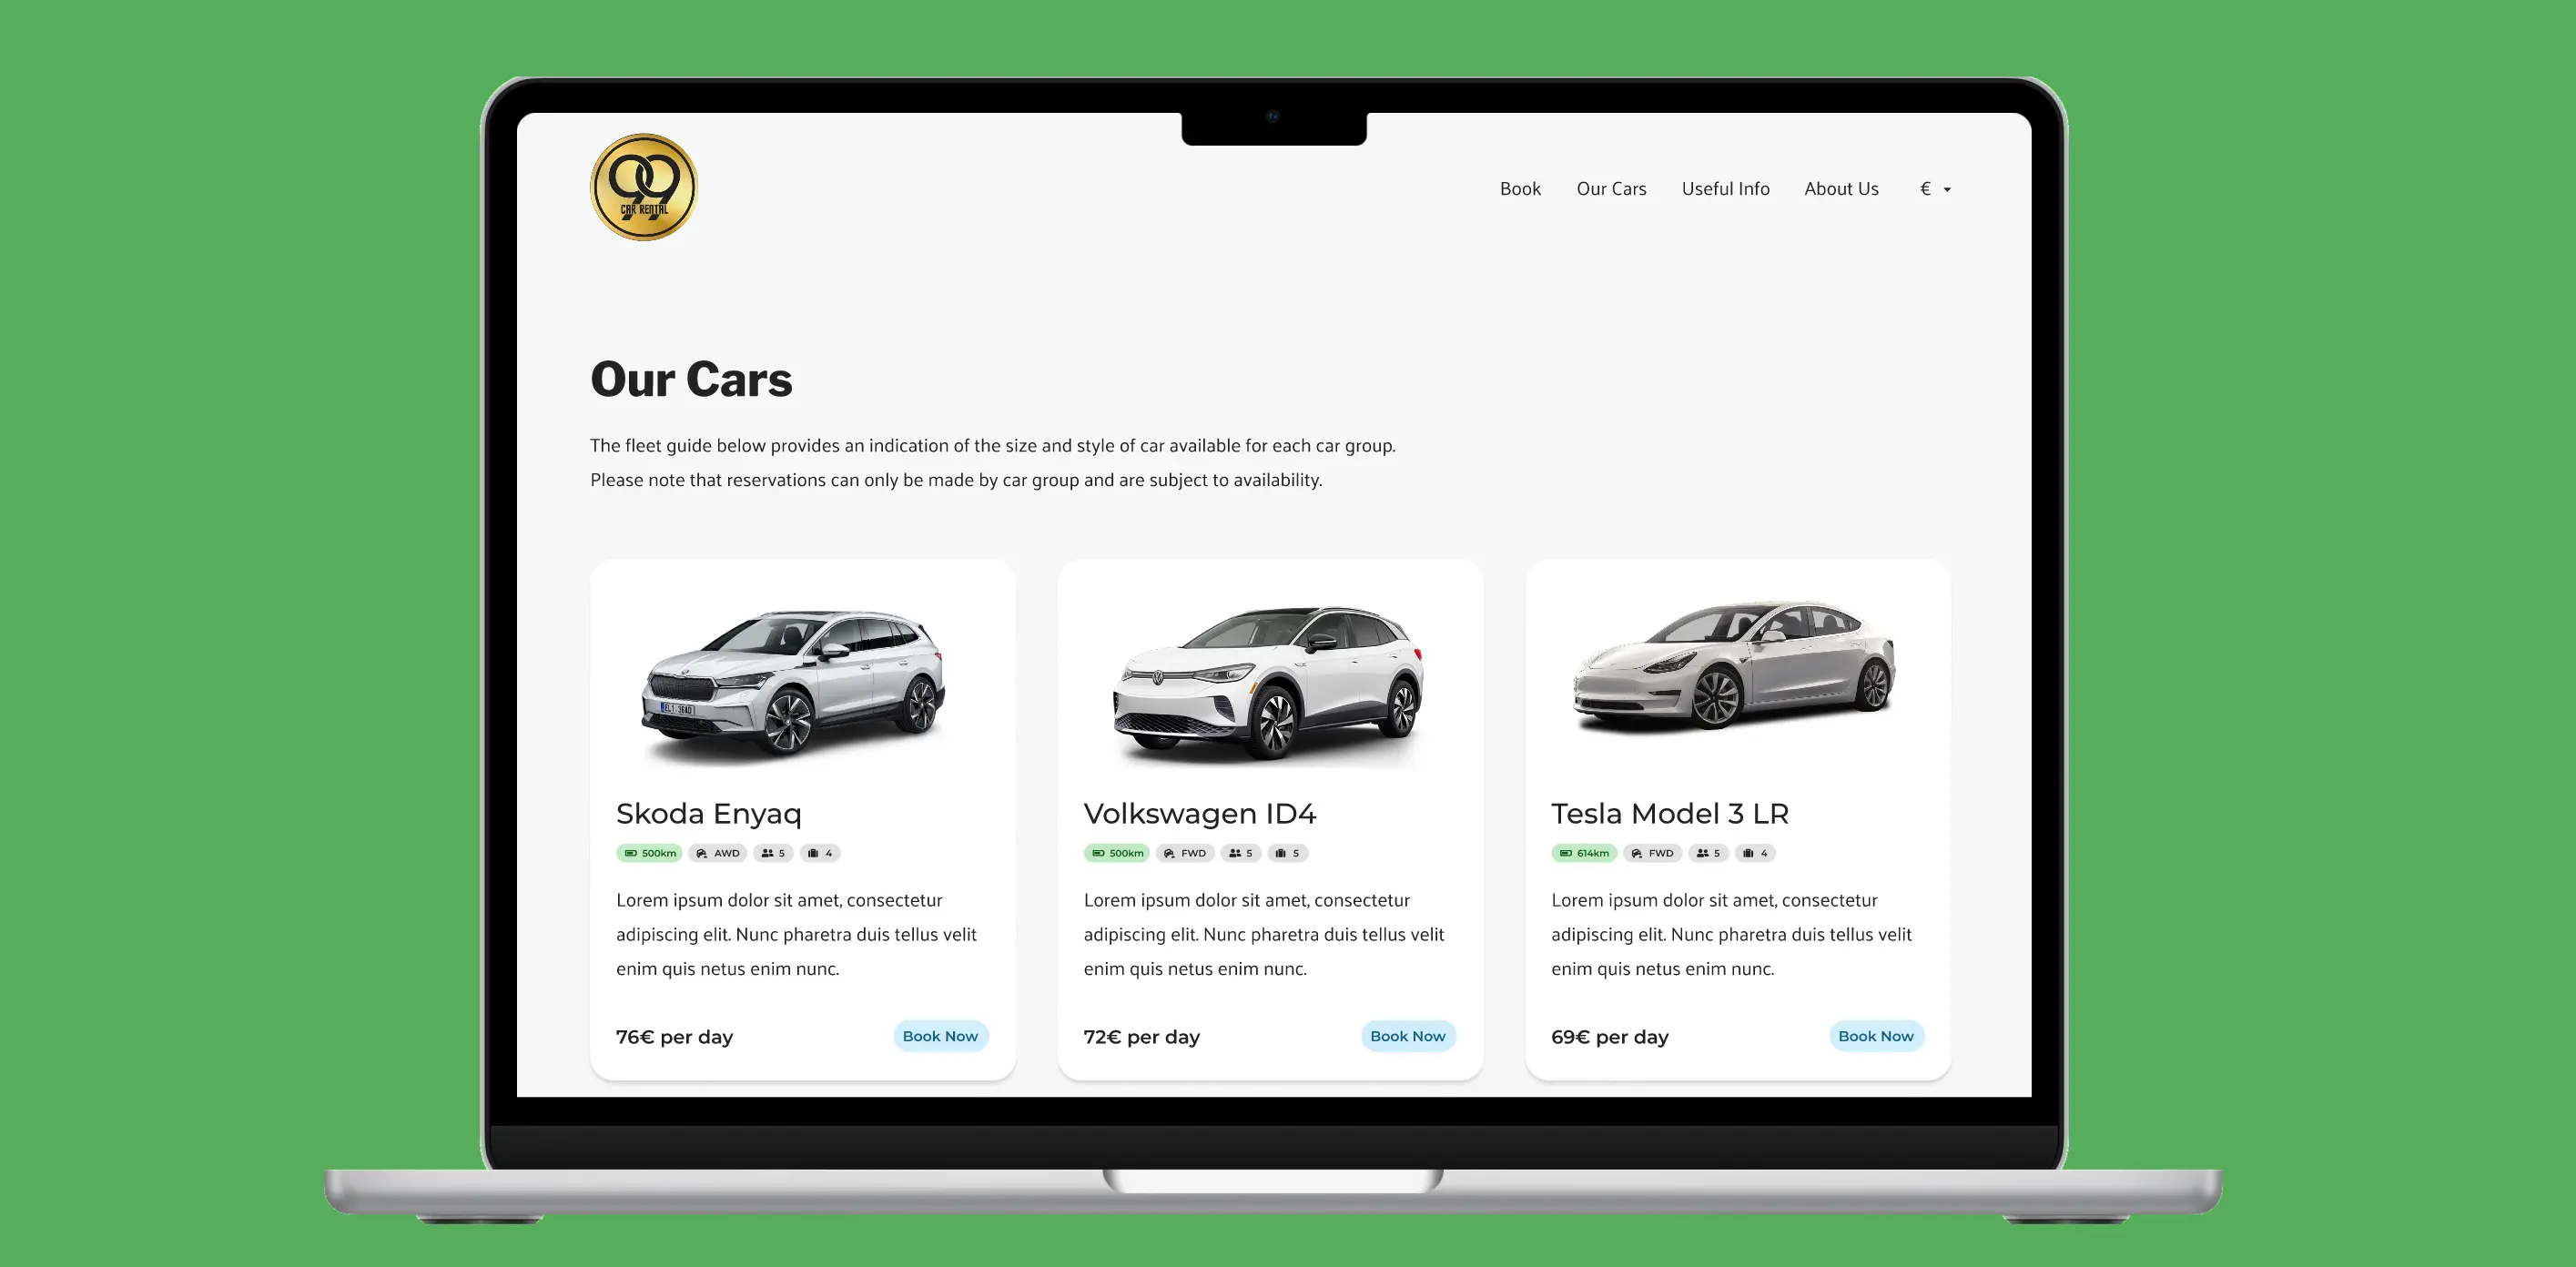 99
CAR RENTAL
Book
Our Cars
Useful Info
About Us
€
Our Cars
The fleet guide below provides an indication of the size and style of car available for each car group.
Please note that reservations can only be made by car group and are subject to availability.
Skoda Enyaq
500km AWD 5 4
Lorem ipsum dolor sit amet, consectetur
adipiscing elit. Nunc pharetra duis tellus velit
enim quis netus enim nunc.
76€ per day
Book Now
Volkswagen ID4
500km FWD 5 5
Lorem ipsum dolor sit amet, consectetur
adipiscing elit. Nunc pharetra duis tellus velit
enim quis netus enim nunc.
72€ per day
Book Now
Tesla Model 3 LR
614km FWD 5 4
Lorem ipsum dolor sit amet, consectetur
adipiscing elit. Nunc pharetra duis tellus velit
enim quis netus enim nunc.
69€ per day
Book Now